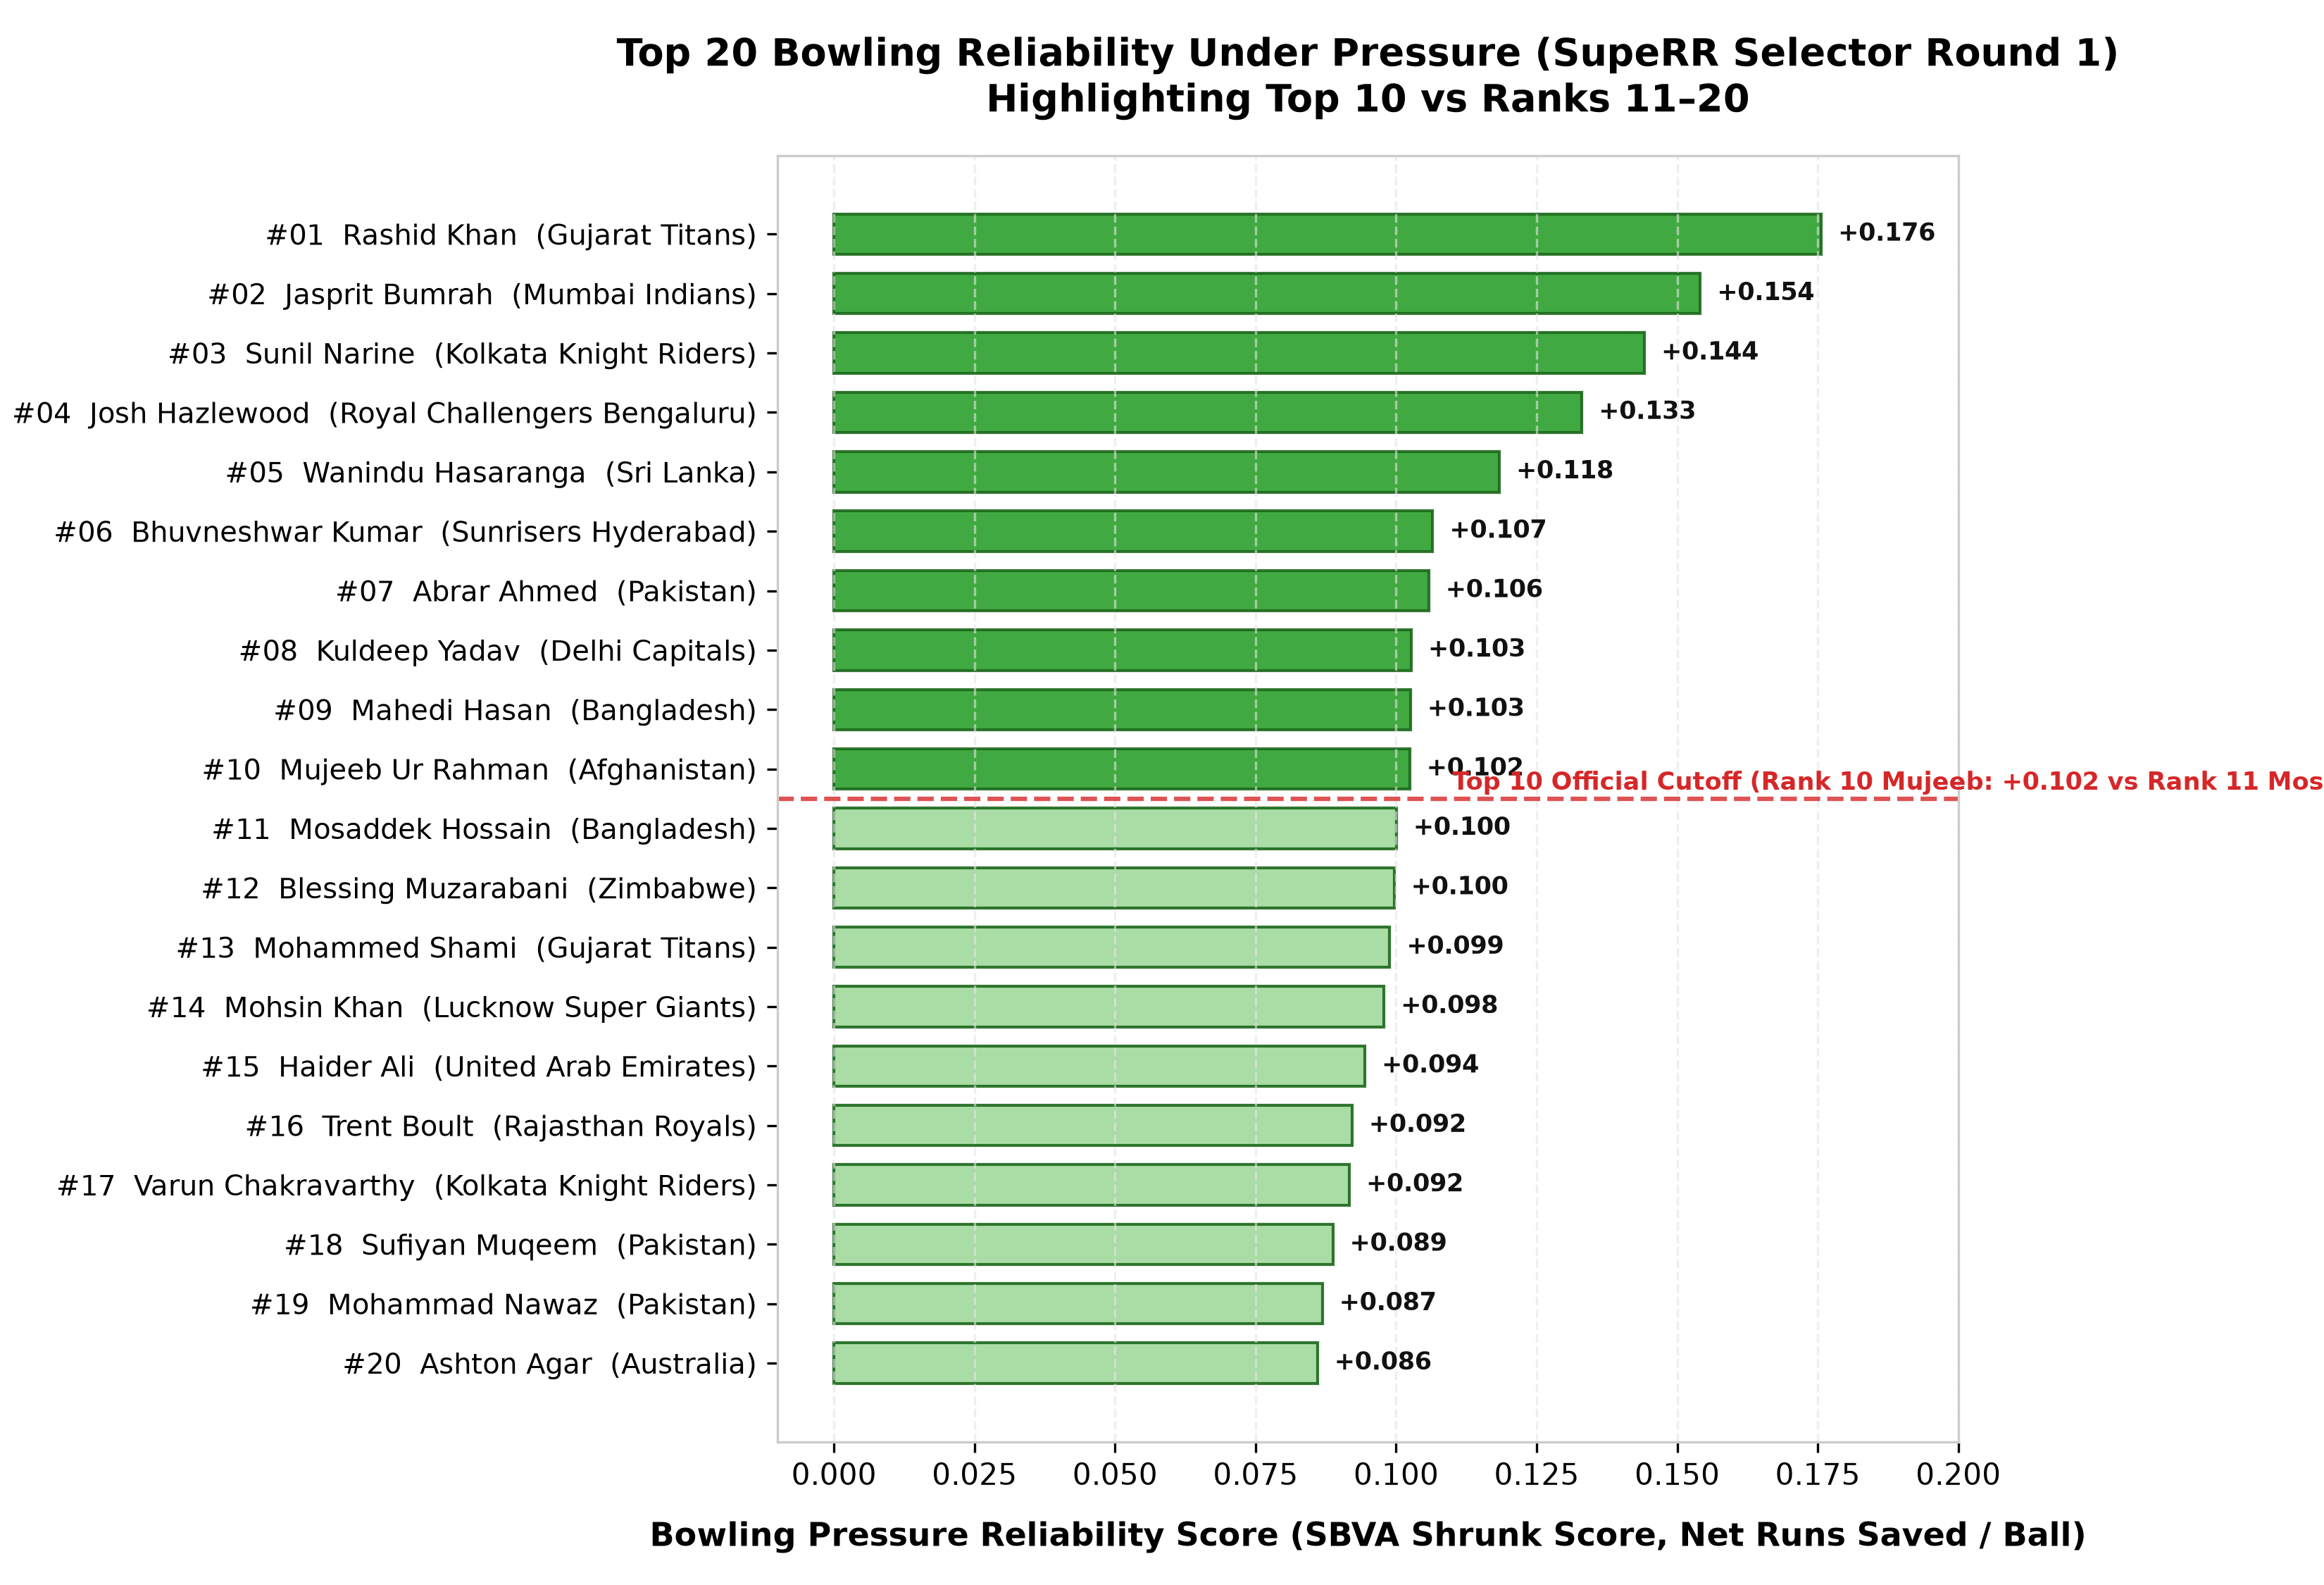 Top 20 Bowling Reliability Under Pressure (SupeRR Selector Round 1)
Highlighting Top 10 vs Ranks 11–20
#01 Rashid Khan (Gujarat Titans) +0.176
#02 Jasprit Bumrah (Mumbai Indians) +0.154
#03 Sunil Narine (Kolkata Knight Riders) +0.144
#04 Josh Hazlewood (Royal Challengers Bengaluru) +0.133
#05 Wanindu Hasaranga (Sri Lanka) +0.118
#06 Bhuvneshwar Kumar (Sunrisers Hyderabad) +0.107
#07 Abrar Ahmed (Pakistan) +0.106
#08 Kuldeep Yadav (Delhi Capitals) +0.103
#09 Mahedi Hasan (Bangladesh) +0.103
#10 Mujeeb Ur Rahman (Afghanistan) +0.102
Top 10 Official Cutoff (Rank 10 Mujeeb: +0.102 vs Rank 11 Mos
#11 Mosaddek Hossain (Bangladesh) +0.100
#12 Blessing Muzarabani (Zimbabwe) +0.100
#13 Mohammed Shami (Gujarat Titans) +0.099
#14 Mohsin Khan (Lucknow Super Giants) +0.098
#15 Haider Ali (United Arab Emirates) +0.094
#16 Trent Boult (Rajasthan Royals) +0.092
#17 Varun Chakravarthy (Kolkata Knight Riders) +0.092
#18 Sufiyan Muqeem (Pakistan) +0.089
#19 Mohammad Nawaz (Pakistan) +0.087
#20 Ashton Agar (Australia) +0.086
0.000 0.025 0.050 0.075 0.100 0.125 0.150 0.175 0.200
Bowling Pressure Reliability Score (SBVA Shrunk Score, Net Runs Saved / Ball)